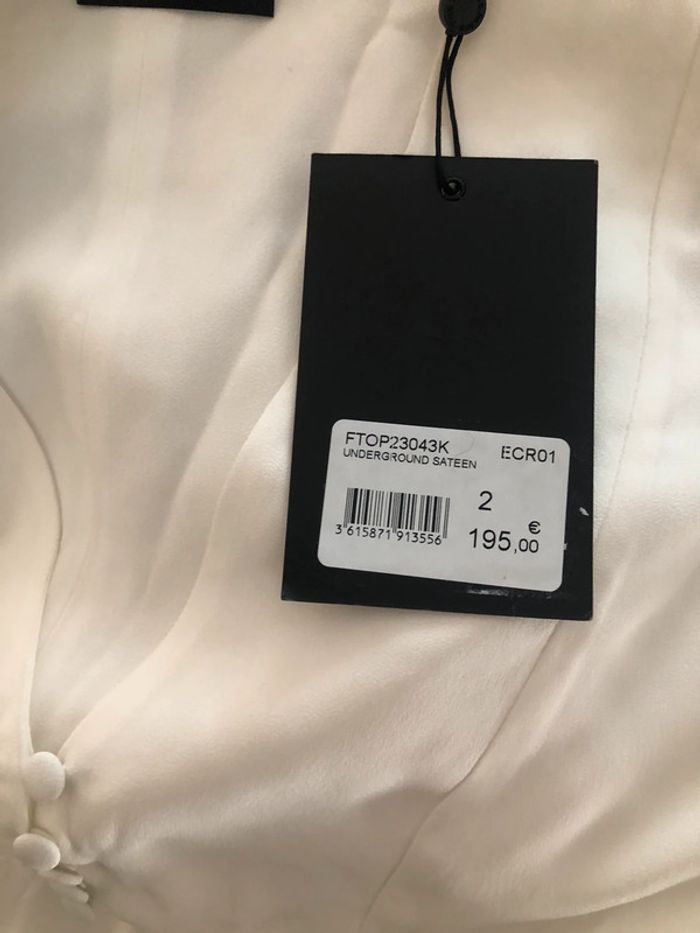 FTOP23043K ECR01
UNDERGROUND SATEEN
2
3 615871 913556
€
195,00